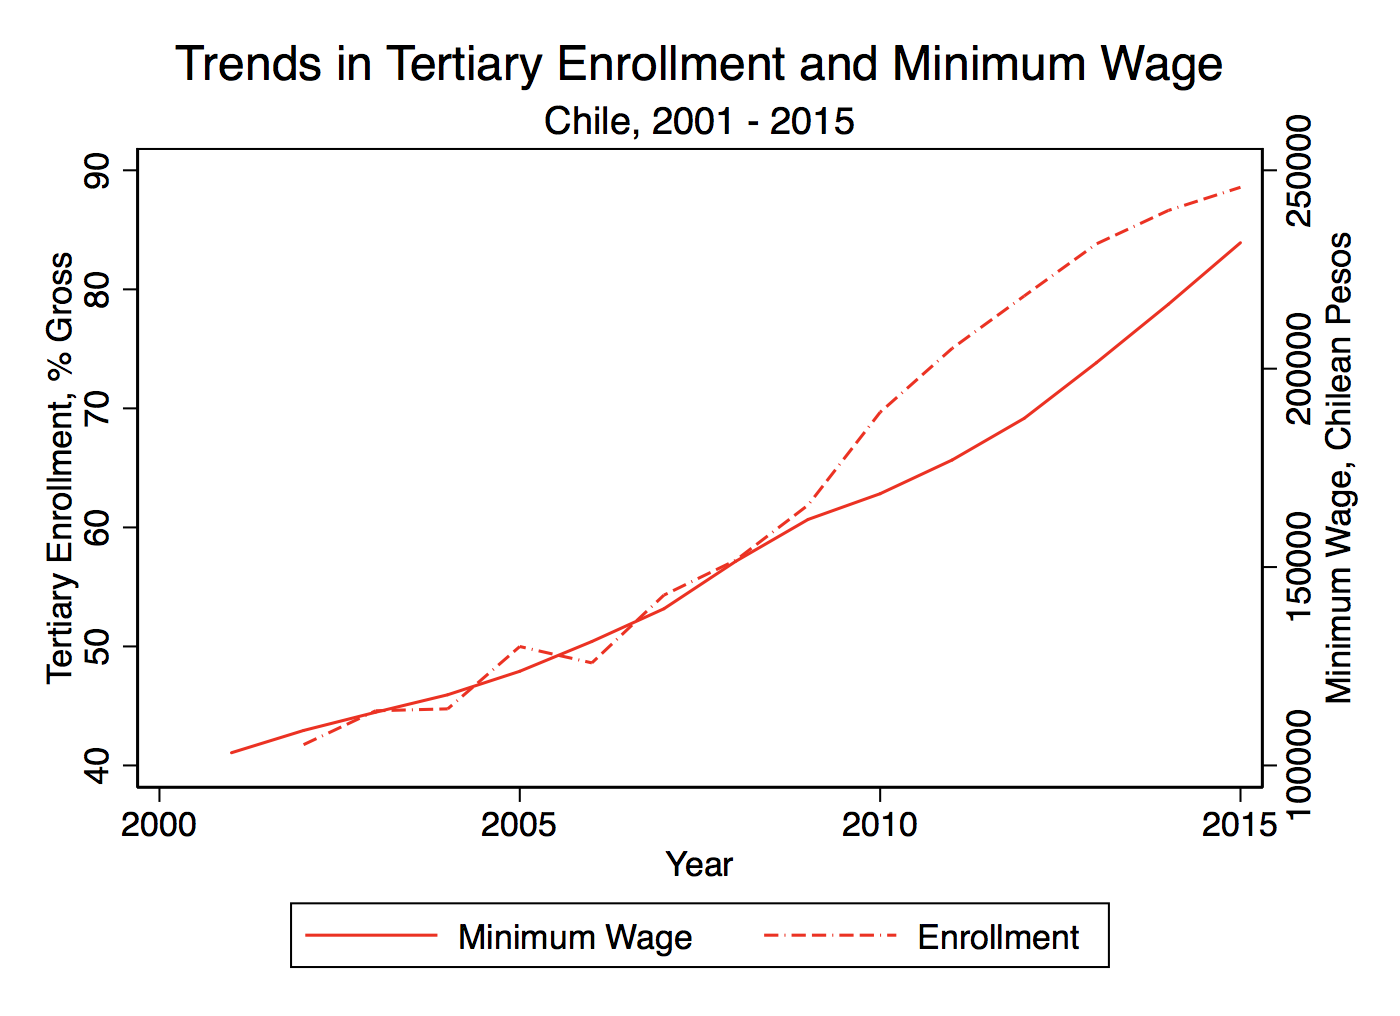 Trends in Tertiary Enrollment and Minimum Wage
Chile, 2001 - 2015
Tertiary Enrollment, % Gross
90
80
70
60
50
40
250000
200000
150000
100000
Minimum Wage, Chilean Pesos
2000 2005 2010 2015
Year
Minimum Wage Enrollment